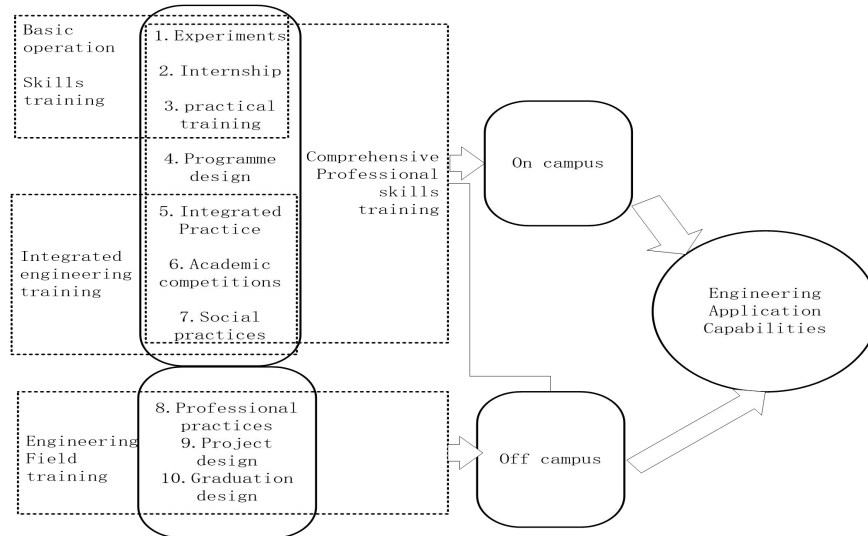 Basic
operation
Skills
training
1. Experiments
2. Internship
3. practical
training
4. Programme
design
5. Integrated
Practice
6. Academic
competitions
7. Social
practices
Integrated
engineering
training
Comprehensive
Professional
skills
training
On campus
Engineering
Application
Capabilities
Engineering
Field
training
8. Professional
practices
9. Project
design
10. Graduation
design
Off campus